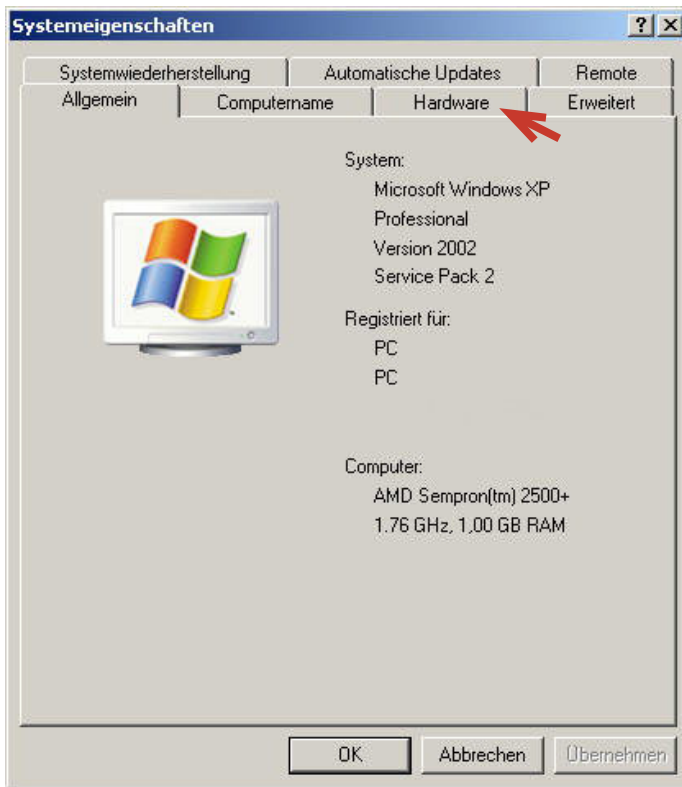 Systemeigenschaften
Systemwiederherstellung Automatische Updates Remote
Allgemein Computername Hardware Erweitert
System:
Microsoft Windows XP
Professional
Version 2002
Service Pack 2
Registriert für:
PC
PC
Computer:
AMD Sempron(tm) 2500+
1.76 GHz, 1,00 GB RAM
OK Abbrechen Übernehmen